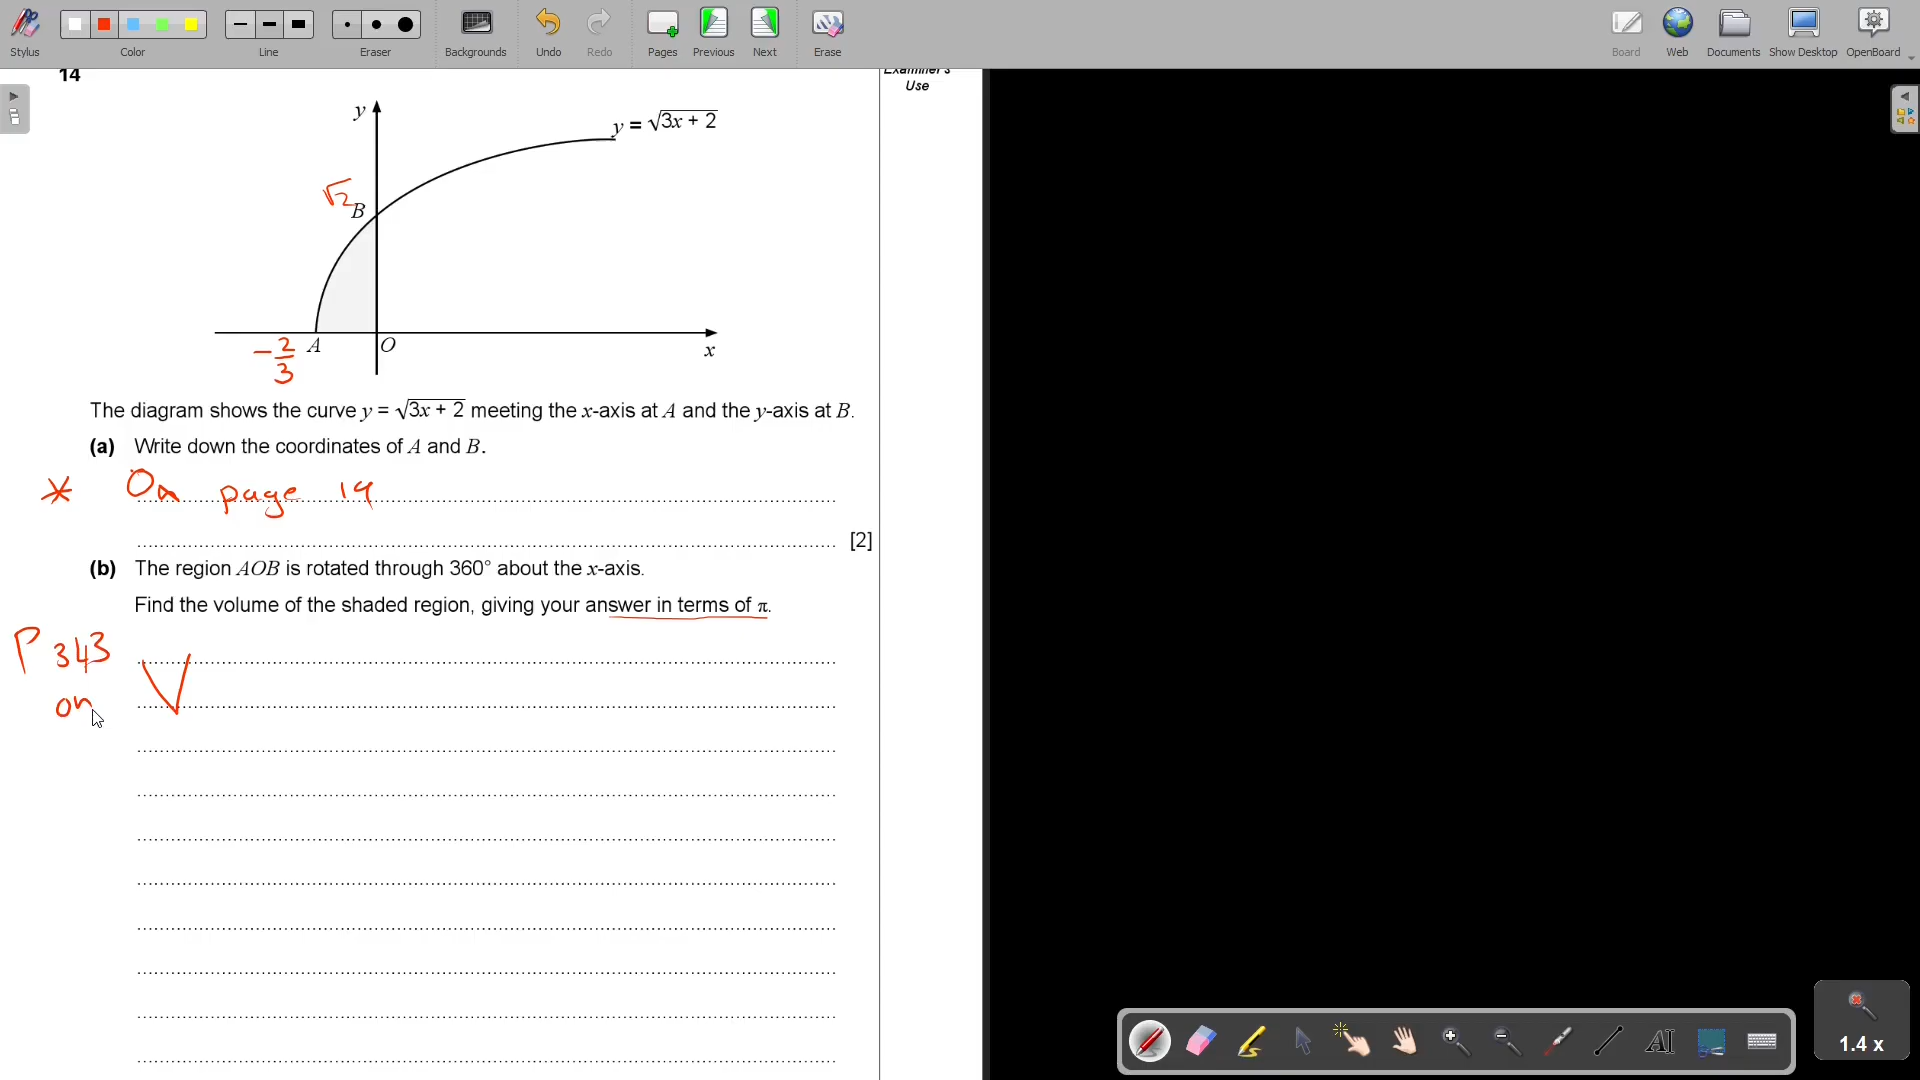 Stylus
Color
Line
Eraser
Backgrounds
Undo
Redo
Pages
Previous
Next
Erase
Board
Web
Documents
Show Desktop
OpenBoard
14
Examiner's
Use
y
y = √3x + 2
√2
B
A
O
x
−2/3
The diagram shows the curve y = √3x + 2 meeting the x-axis at A and the y-axis at B.
(a) Write down the coordinates of A and B.
* On page 19
[2]
(b) The region AOB is rotated through 360° about the x-axis.
Find the volume of the shaded region, giving your answer in terms of π.
P 343
V
on
AI
1.4 x